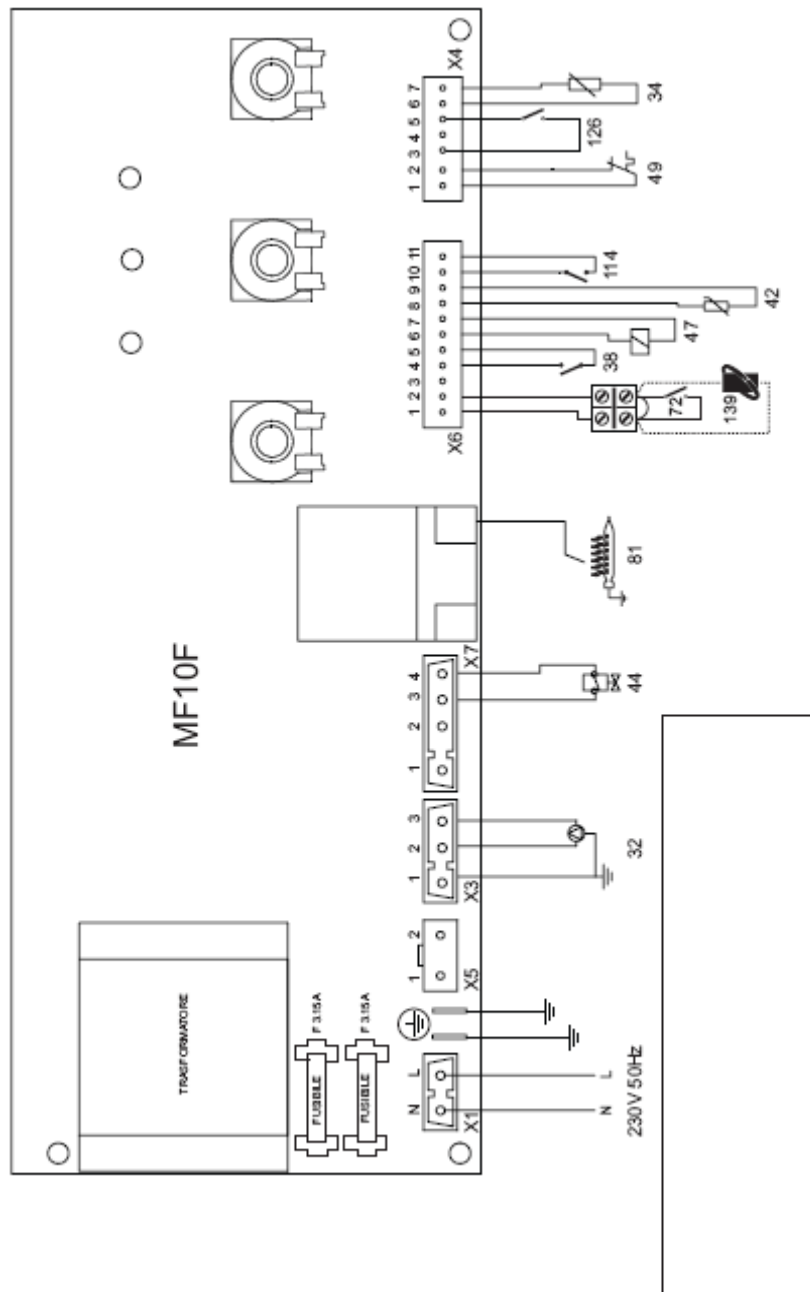 MF10F
TRASFORMATORE
FUSIBILE
F 3.15A
FUSIBILE
F 3.15A
N L
X1
N L
230V 50Hz
1 2
X5
1 2 3
X3
32
1 2 3 4
X7
44
81
1 2 3 4 5 6 7 8 9 10 11
X6
72
139
38
47
42
114
1 2 3 4 5 6 7
X4
49
126
34